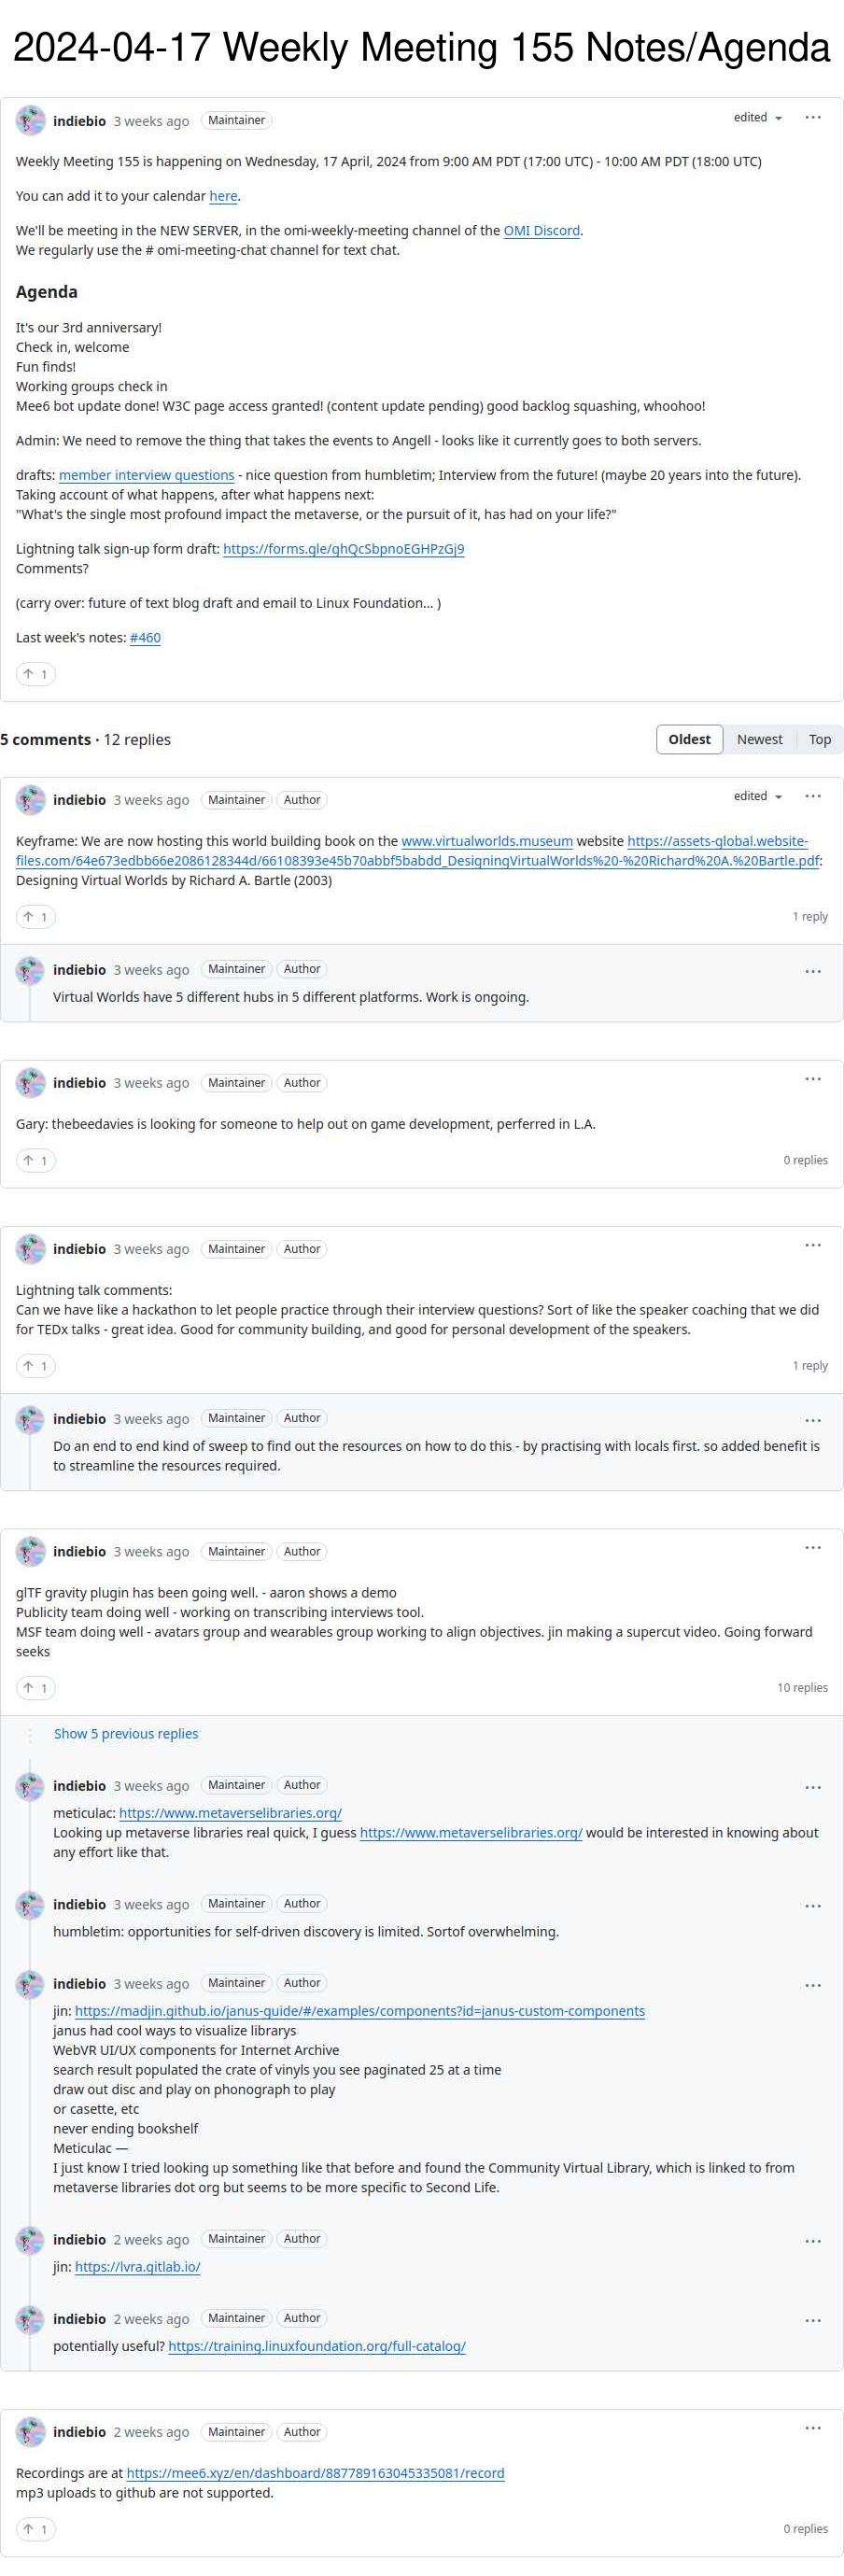 2024-04-17 Weekly Meeting 155 Notes/Agenda
indiebio 3 weeks ago Maintainer edited
Weekly Meeting 155 is happening on Wednesday, 17 April, 2024 from 9:00 AM PDT (17:00 UTC) - 10:00 AM PDT (18:00 UTC)
You can add it to your calendar here.
We'll be meeting in the NEW SERVER, in the omi-weekly-meeting channel of the OMI Discord.
We regularly use the # omi-meeting-chat channel for text chat.
Agenda
It's our 3rd anniversary!
Check in, welcome
Fun finds!
Working groups check in
Mee6 bot update done! W3C page access granted! (content update pending) good backlog squashing, whoohoo!
Admin: We need to remove the thing that takes the events to Angell - looks like it currently goes to both servers.
drafts: member interview questions - nice question from humbletim; Interview from the future! (maybe 20 years into the future).
Taking account of what happens, after what happens next:
"What's the single most profound impact the metaverse, or the pursuit of it, has had on your life?"
Lightning talk sign-up form draft: https://forms.gle/ghQcSbpnoEGHPzGj9
Comments?
(carry over: future of text blog draft and email to Linux Foundation... )
Last week's notes: #460
1
5 comments · 12 replies Oldest Newest Top
indiebio 3 weeks ago Maintainer Author edited
Keyframe: We are now hosting this world building book on the www.virtualworlds.museum website https://assets-global.website-
files.com/64e673edbb66e2086128344d/66108393e45b70abbf5babdd_DesigningVirtualWorlds%20-%20Richard%20A.%20Bartle.pdf:
Designing Virtual Worlds by Richard A. Bartle (2003)
1 1 reply
indiebio 3 weeks ago Maintainer Author
Virtual Worlds have 5 different hubs in 5 different platforms. Work is ongoing.
indiebio 3 weeks ago Maintainer Author
Gary: thebeedavies is looking for someone to help out on game development, perferred in L.A.
1 0 replies
indiebio 3 weeks ago Maintainer Author
Lightning talk comments:
Can we have like a hackathon to let people practice through their interview questions? Sort of like the speaker coaching that we did
for TEDx talks - great idea. Good for community building, and good for personal development of the speakers.
1 1 reply
indiebio 3 weeks ago Maintainer Author
Do an end to end kind of sweep to find out the resources on how to do this - by practising with locals first. so added benefit is
to streamline the resources required.
indiebio 3 weeks ago Maintainer Author
glTF gravity plugin has been going well. - aaron shows a demo
Publicity team doing well - working on transcribing interviews tool.
MSF team doing well - avatars group and wearables group working to align objectives. jin making a supercut video. Going forward
seeks
1 10 replies
Show 5 previous replies
indiebio 3 weeks ago Maintainer Author
meticulac: https://www.metaverselibraries.org/
Looking up metaverse libraries real quick, I guess https://www.metaverselibraries.org/ would be interested in knowing about
any effort like that.
indiebio 3 weeks ago Maintainer Author
humbletim: opportunities for self-driven discovery is limited. Sortof overwhelming.
indiebio 3 weeks ago Maintainer Author
jin: https://madjin.github.io/janus-guide/#/examples/components?id=janus-custom-components
janus had cool ways to visualize librarys
WebVR UI/UX components for Internet Archive
search result populated the crate of vinyls you see paginated 25 at a time
draw out disc and play on phonograph to play
or casette, etc
never ending bookshelf
Meticulac —
I just know I tried looking up something like that before and found the Community Virtual Library, which is linked to from
metaverse libraries dot org but seems to be more specific to Second Life.
indiebio 2 weeks ago Maintainer Author
jin: https://lvra.gitlab.io/
indiebio 2 weeks ago Maintainer Author
potentially useful? https://training.linuxfoundation.org/full-catalog/
indiebio 2 weeks ago Maintainer Author
Recordings are at https://mee6.xyz/en/dashboard/887789163045335081/record
mp3 uploads to github are not supported.
1 0 replies